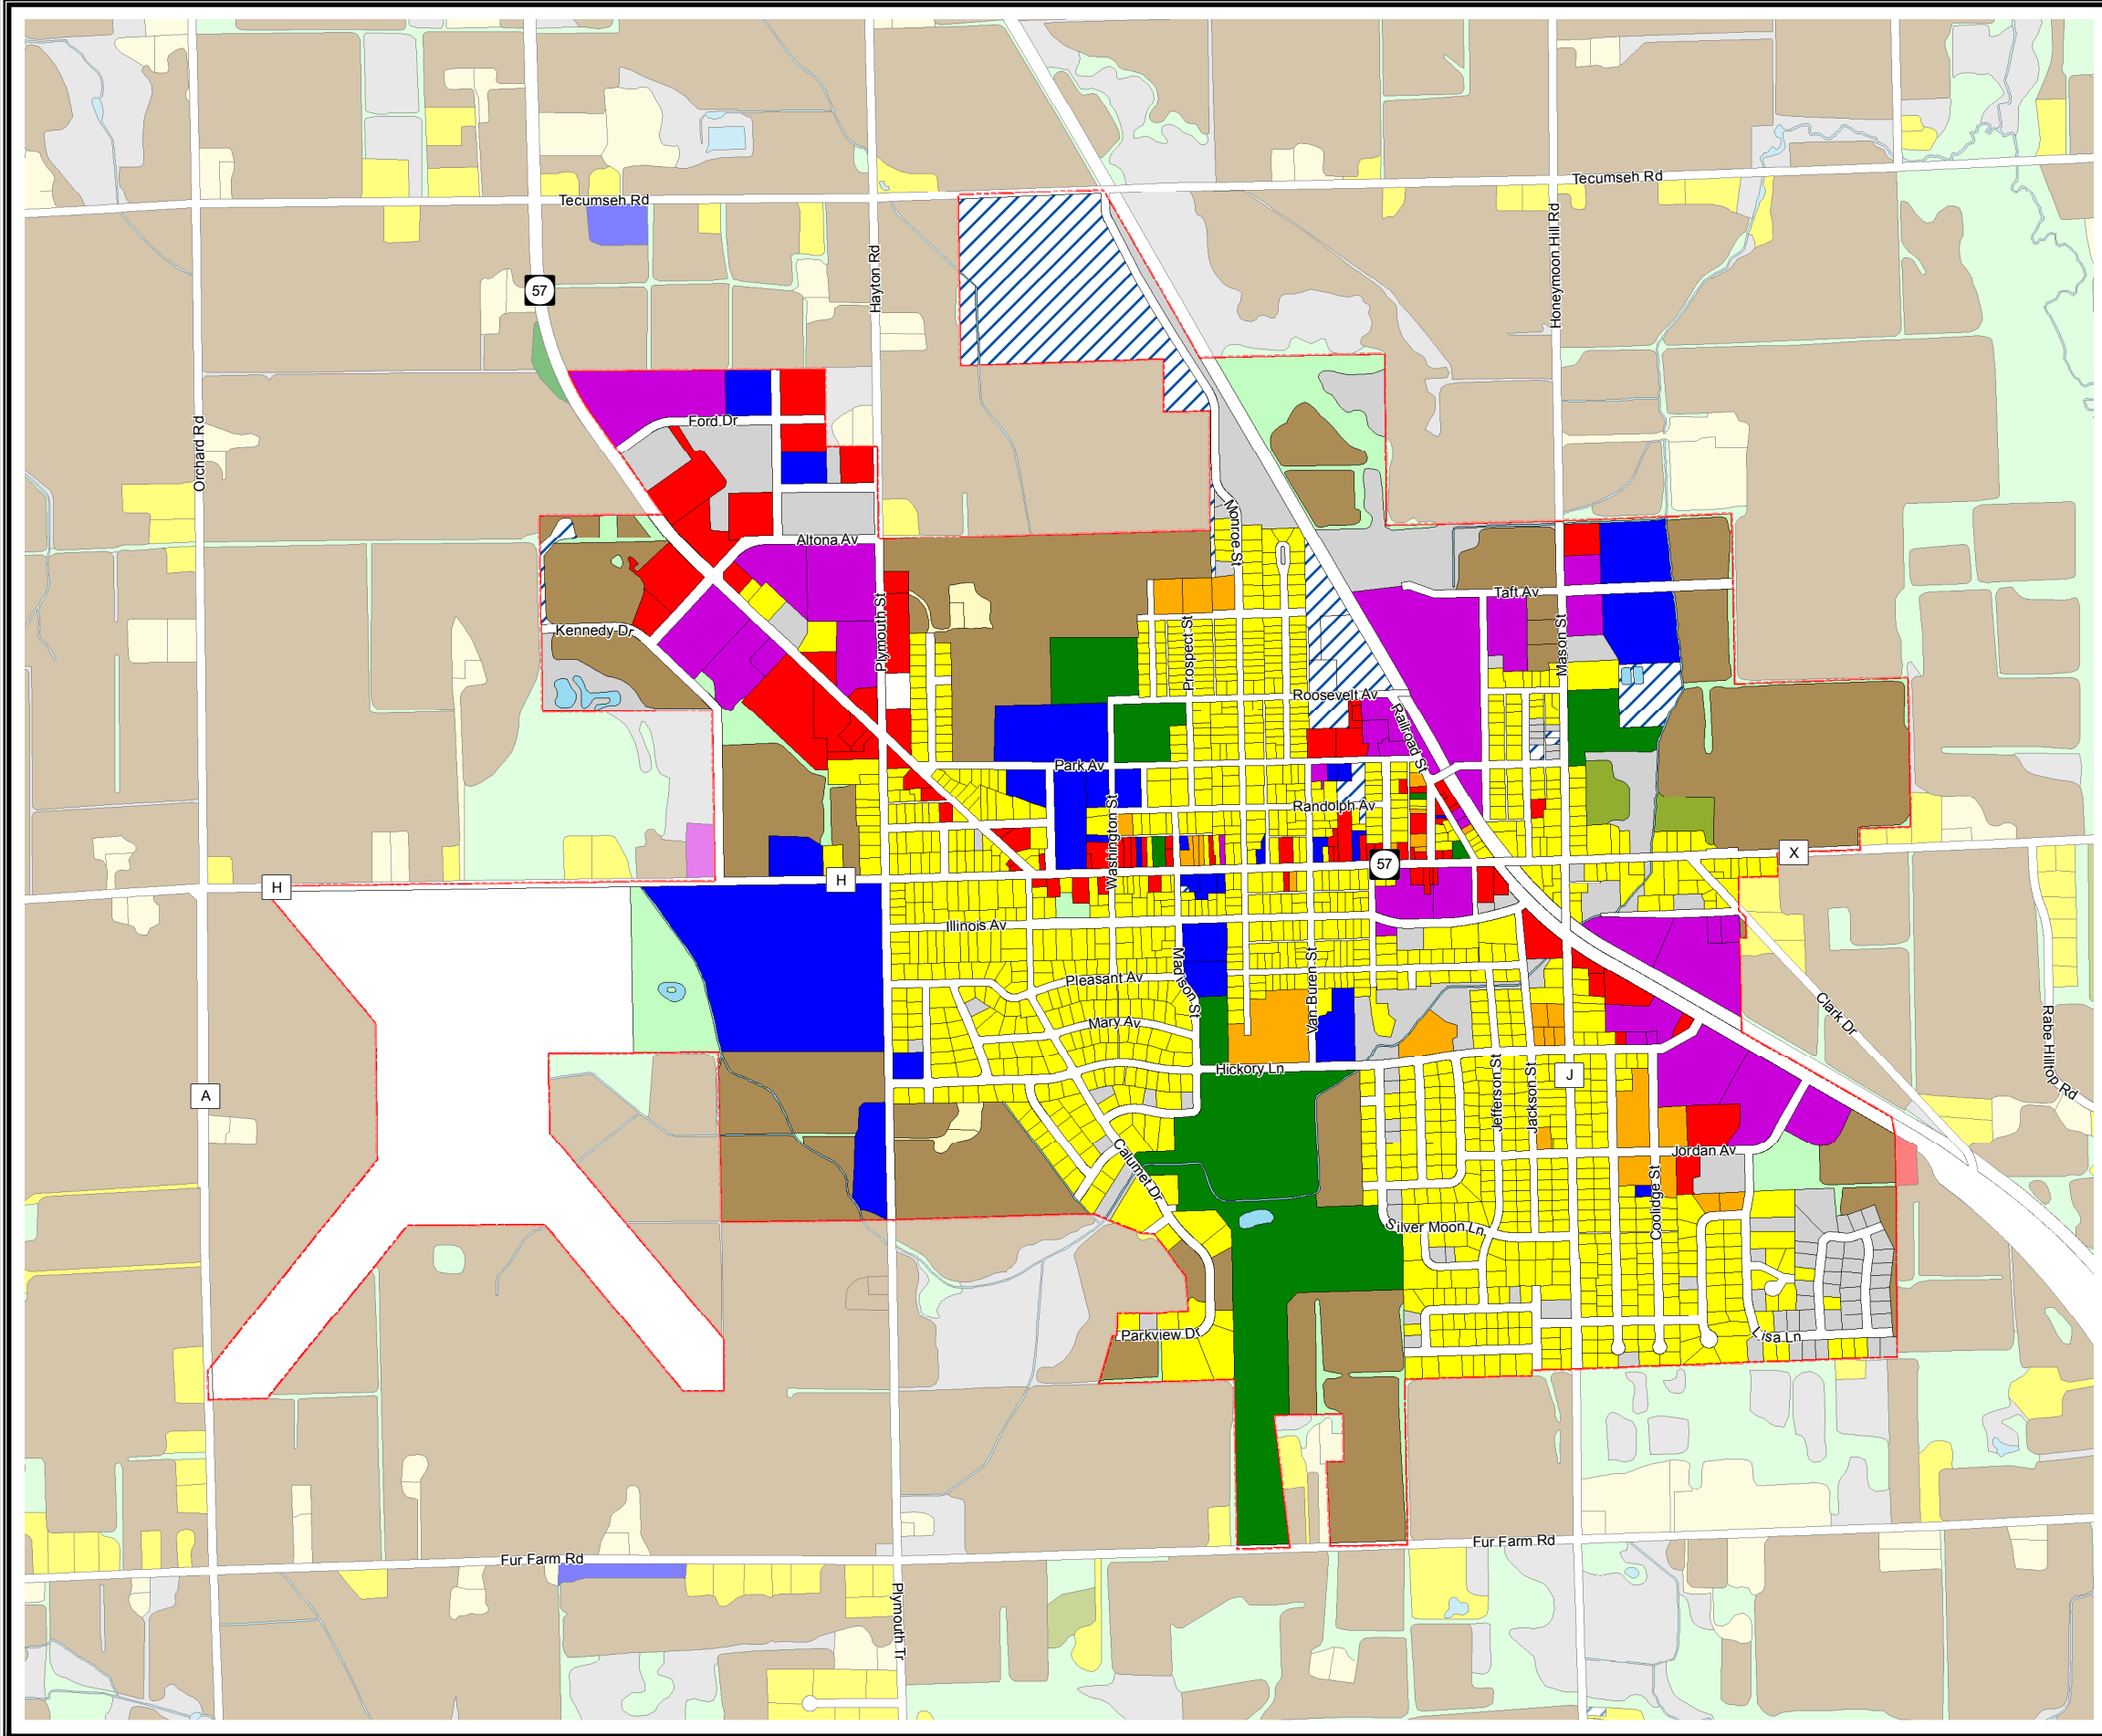 Tecumseh Rd
Tecumseh Rd
Honeymoon Hill Rd
Hayton Rd
57
Orchard Rd
Ford Dr
Monroe St
Altona Av
Taft Av
Kennedy Dr
Plymouth St
Prospect St
Mason St
Roosevelt Av
Railroad St
Park Av
Randolph Av
Washington St
57
X
H
H
Illinois Av
Madison St
Pleasant Av
Van Buren St
Mary Av
Clark Dr
Rabe Hilltop Rd
Hickory Ln
Jefferson St
Jackson St
J
A
Calumet Dr
Jordan Av
Coolidge St
Silver Moon Ln
Parkview Dr
Lisa Ln
Fur Farm Rd
Fur Farm Rd
Plymouth Tr